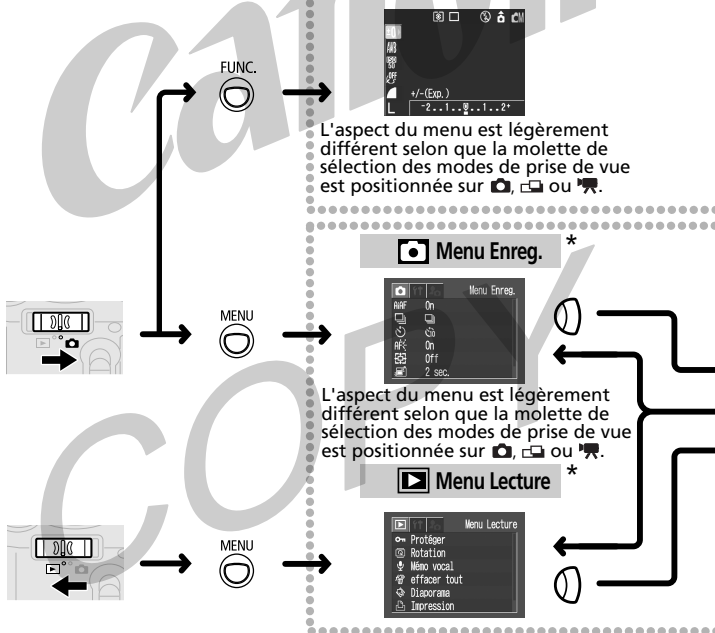 FUNC.
+/-(Exp.)
-2..1..0..1..2+
L
L'aspect du menu est légèrement
différent selon que la molette de
sélection des modes de prise de vue
est positionnée sur , ou .
Menu Enreg. *
MENU
Menu Enreg.
AiAF On
On
Off
2 sec.
L'aspect du menu est légèrement
différent selon que la molette de
sélection des modes de prise de vue
est positionnée sur , ou .
Menu Lecture *
MENU
Menu Lecture
Protéger
Rotation
Mémo vocal
effacer tout
Diaporama
Impression
Canon
COPY